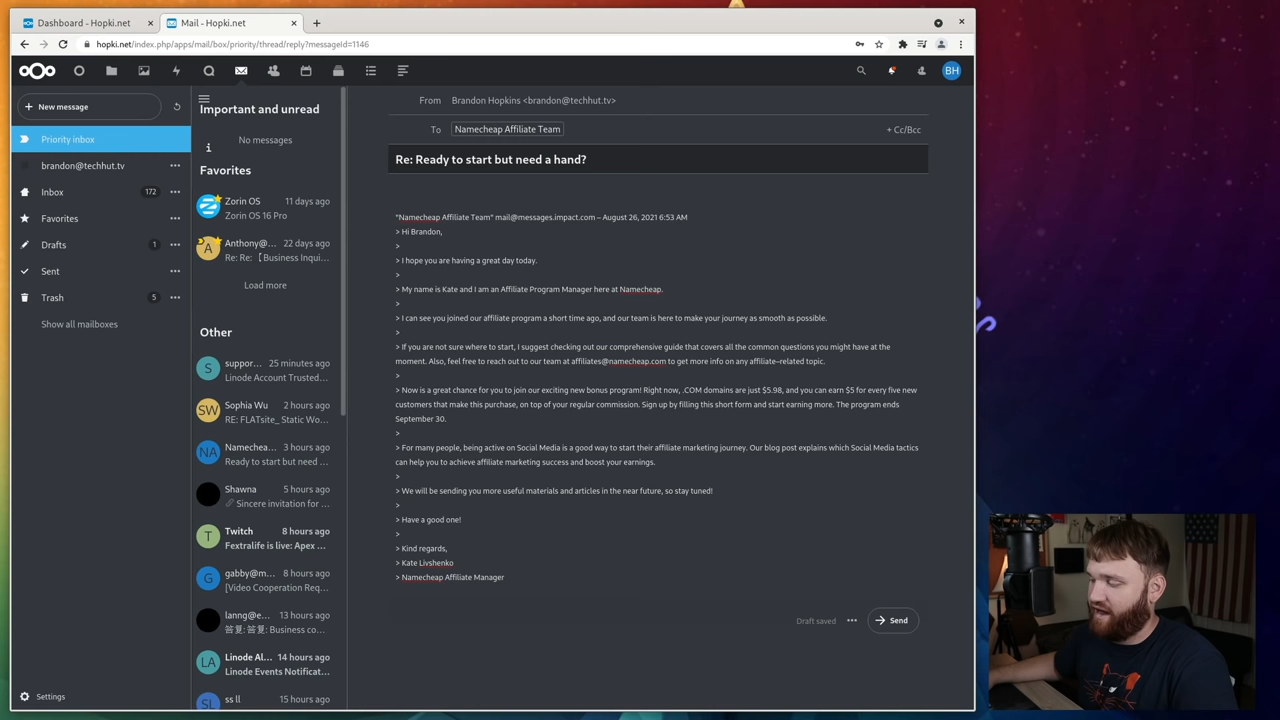 Dashboard - Hopki.net
Mail - Hopki.net
hopki.net/index.php/apps/mail/box/priority/thread/reply?messageId=1146
BH
New message
Priority inbox
brandon@techhut.tv
Inbox 172
Favorites
Drafts 1
Sent
Trash 5
Show all mailboxes
Settings
Important and unread
No messages
Favorites
Zorin OS 11 days ago
Zorin OS 16 Pro
A
Anthony@... 22 days ago
Re: Re:【Business Inqui...
Load more
Other
S
suppor... 25 minutes ago
Linode Account Trusted...
SW
Sophia Wu 2 hours ago
RE: FLATsite_ Static Wo...
NA
Namechea... 3 hours ago
Ready to start but need ...
Shawna 5 hours ago
Sincere invitation for ...
T
Twitch 8 hours ago
Fextralife is live: Apex ...
G
gabby@m... 8 hours ago
[Video Cooperation Req...
lanng@e... 13 hours ago
答复: 答复: Business co...
LA
Linode Al... 14 hours ago
Linode Events Notificat...
SL
ss ll 15 hours ago
From Brandon Hopkins <brandon@techhut.tv>
To Namecheap Affiliate Team + Cc/Bcc
Re: Ready to start but need a hand?
"Namecheap Affiliate Team" mail@messages.impact.com – August 26, 2021 6:53 AM
> Hi Brandon,
>
> I hope you are having a great day today.
>
> My name is Kate and I am an Affiliate Program Manager here at Namecheap.
>
> I can see you joined our affiliate program a short time ago, and our team is here to make your journey as smooth as possible.
>
> If you are not sure where to start, I suggest checking out our comprehensive guide that covers all the common questions you might have at the
moment. Also, feel free to reach out to our team at affiliates@namecheap.com to get more info on any affiliate-related topic.
>
> Now is a great chance for you to join our exciting new bonus program! Right now, .COM domains are just $5.98, and you can earn $5 for every five new
customers that make this purchase, on top of your regular commission. Sign up by filling this short form and start earning more. The program ends
September 30.
>
> For many people, being active on Social Media is a good way to start their affiliate marketing journey. Our blog post explains which Social Media tactics
can help you to achieve affiliate marketing success and boost your earnings.
>
> We will be sending you more useful materials and articles in the near future, so stay tuned!
>
> Have a good one!
>
> Kind regards,
> Kate Livshenko
> Namecheap Affiliate Manager
Draft saved
Send